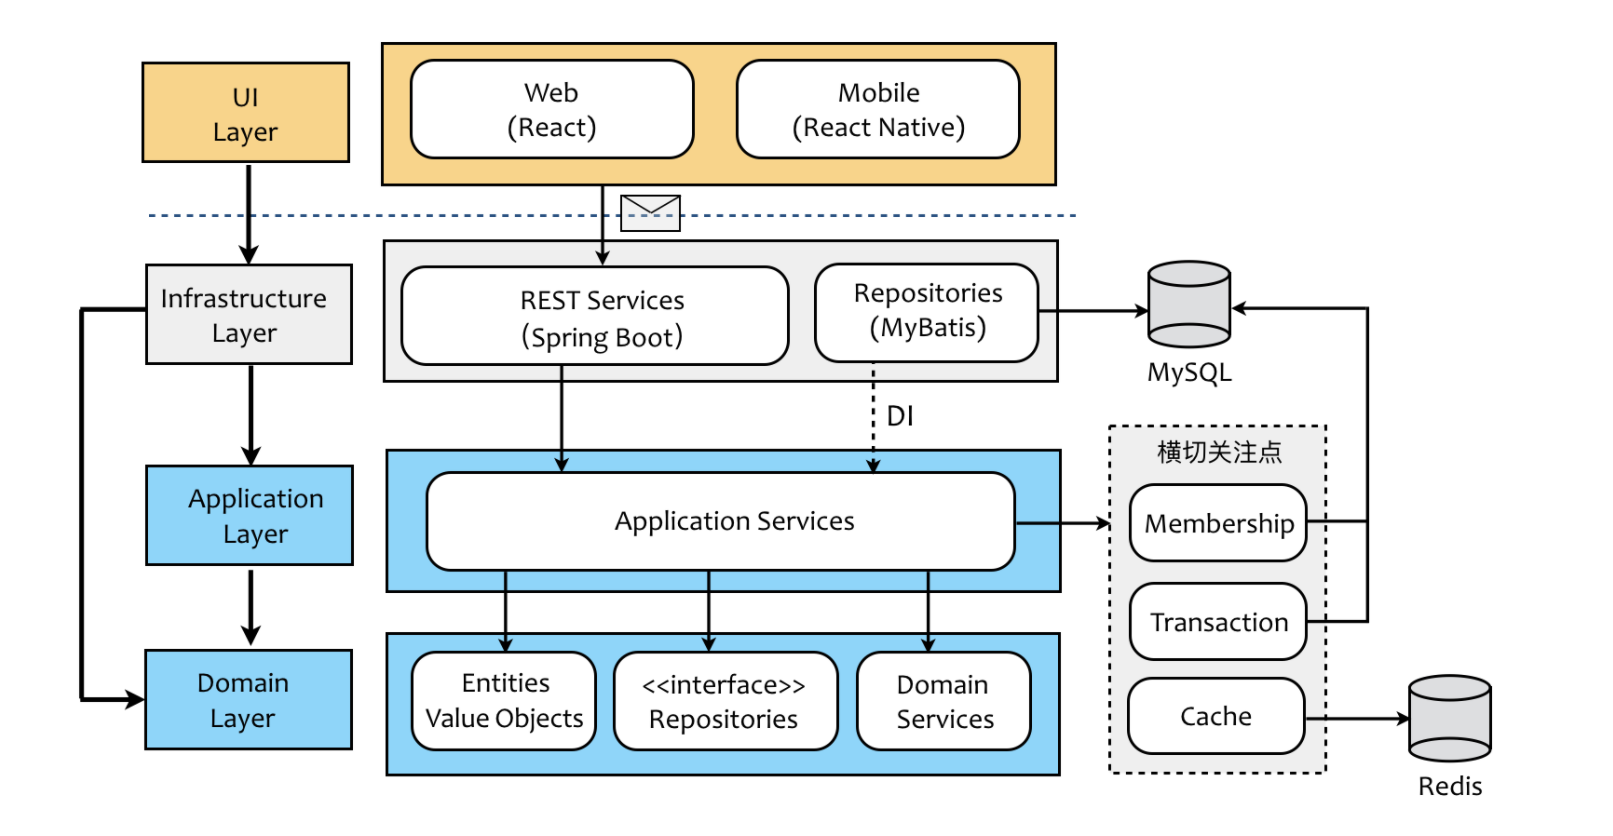 UI
Layer
Web
(React)
Mobile
(React Native)
Infrastructure
Layer
REST Services
(Spring Boot)
Repositories
(MyBatis)
MySQL
DI
Application
Layer
Application Services
横切关注点
Membership
Transaction
Cache
Domain
Layer
Entities
Value Objects
<<interface>>
Repositories
Domain
Services
Redis